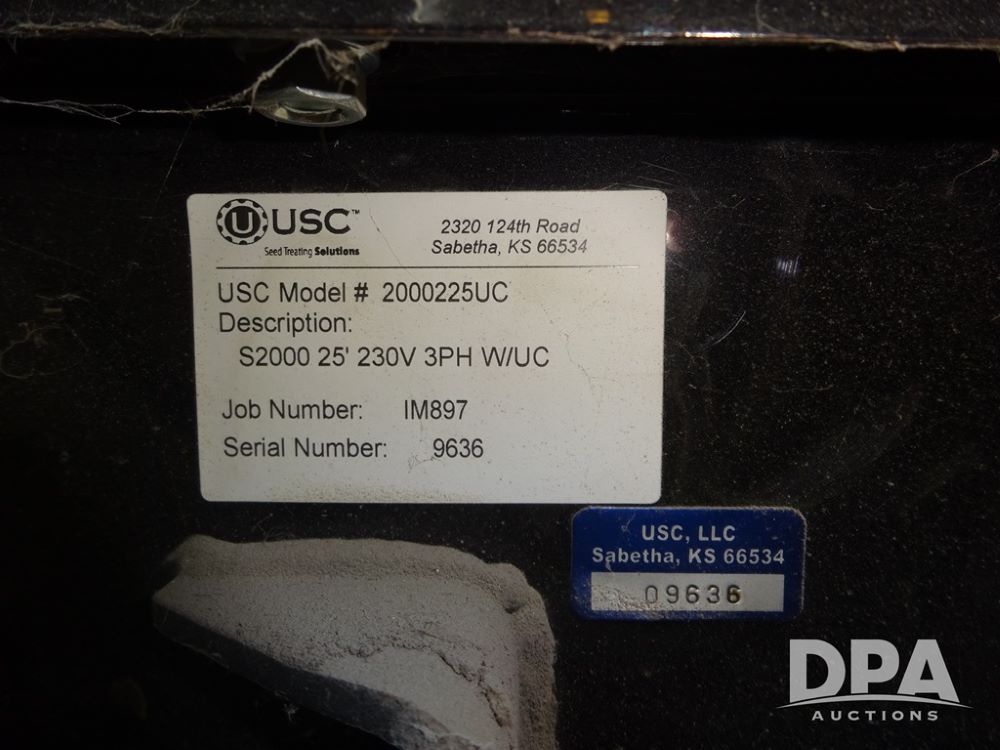 USC™
Seed Treating Solutions
2320 124th Road
Sabetha, KS 66534
USC Model # 2000225UC
Description:
S2000 25' 230V 3PH W/UC
Job Number: IM897
Serial Number: 9636
USC, LLC
Sabetha, KS 66534
09636
DPA
AUCTIONS